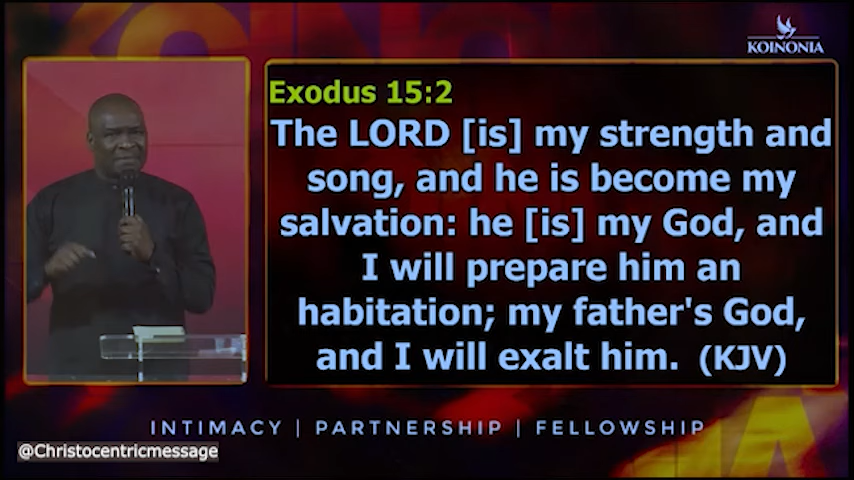 KOINONIA
Exodus 15:2
The LORD [is] my strength and
song, and he is become my
salvation: he [is] my God, and
I will prepare him an
habitation; my father's God,
and I will exalt him. (KJV)
INTIMACY | PARTNERSHIP | FELLOWSHIP
@Christocentricmessage